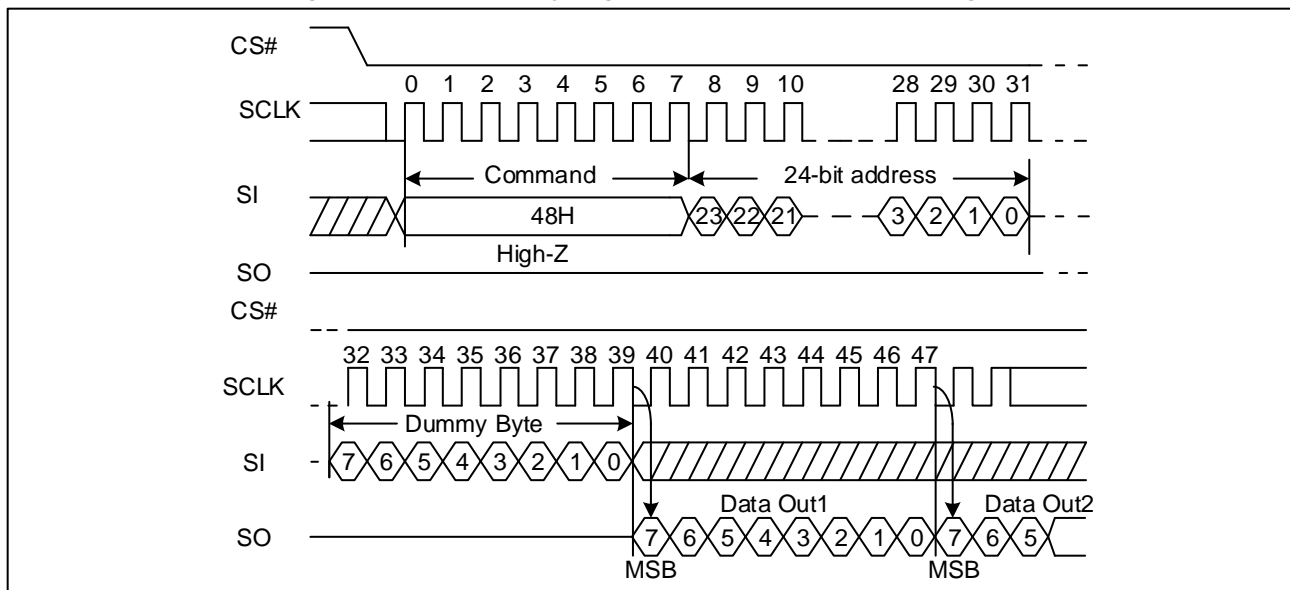 CS#
0 1 2 3 4 5 6 7 8 9 10 28 29 30 31
SCLK
Command 24-bit address
SI
48H 23 22 21 3 2 1 0
High-Z
SO
CS#
32 33 34 35 36 37 38 39 40 41 42 43 44 45 46 47
SCLK
Dummy Byte
SI 7 6 5 4 3 2 1 0
Data Out1 Data Out2
SO 7 6 5 4 3 2 1 0 7 6 5
MSB MSB